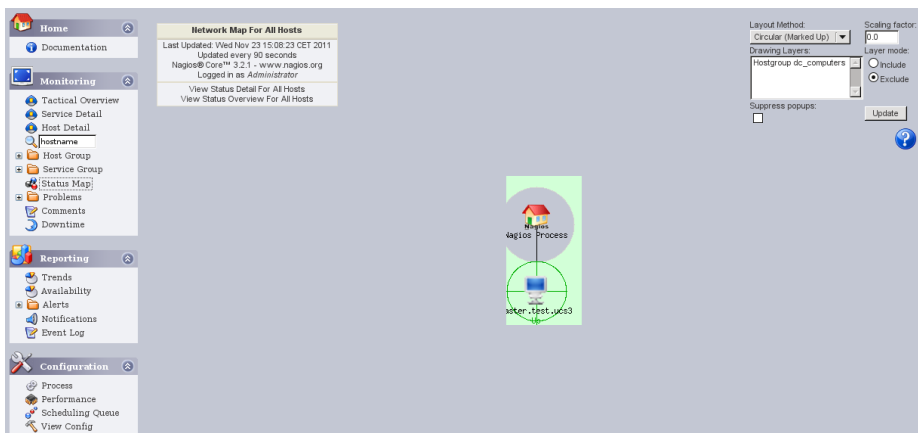 Home
Documentation
Monitoring
Tactical Overview
Service Detail
Host Detail
hostname
Host Group
Service Group
Status Map
Problems
Comments
Downtime
Reporting
Trends
Availability
Alerts
Notifications
Event Log
Configuration
Process
Performance
Scheduling Queue
View Config
Network Map For All Hosts
Last Updated: Wed Nov 23 15:08:23 CET 2011
Updated every 90 seconds
Nagios® Core™ 3.2.1 - www.nagios.org
Logged in as Administrator
View Status Detail For All Hosts
View Status Overview For All Hosts
Nagios
Nagios Process
aster.test.ucs3
Up
Layout Method:
Circular (Marked Up)
Drawing Layers:
Hostgroup dc_computers
Suppress popups:
Scaling factor:
0.0
Layer mode:
Include
Exclude
Update